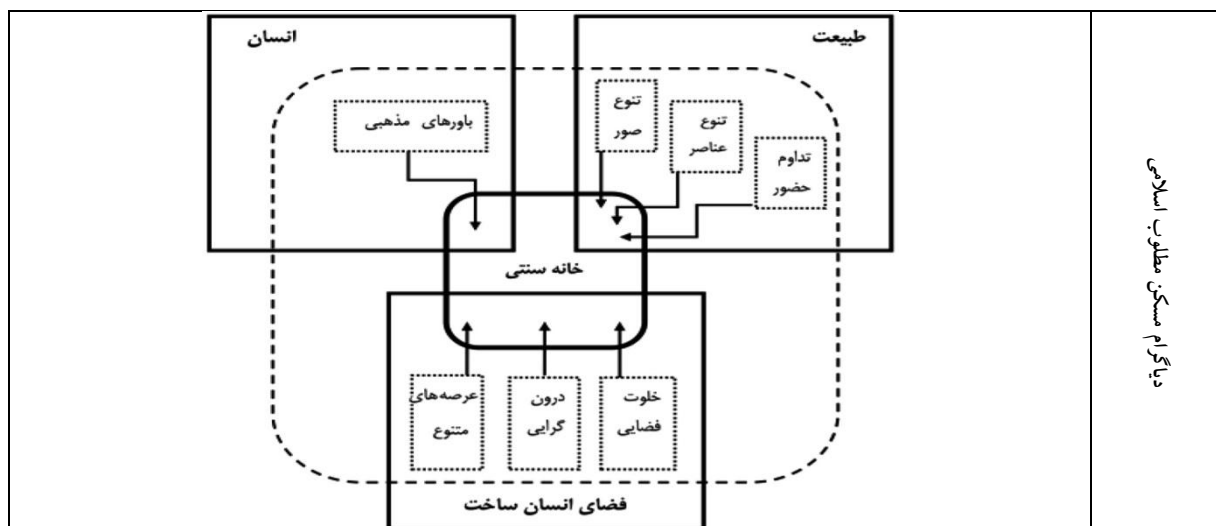 دیاگرام مسکن مطلوب اسلامی
طبیعت
انسان
تنوع
صور
تنوع
عناصر
تداوم
حضور
باورهای مذهبی
خانه سنتی
خلوت
فضایی
درون
گرایی
عرصه‌های
متنوع
فضای انسان ساخت